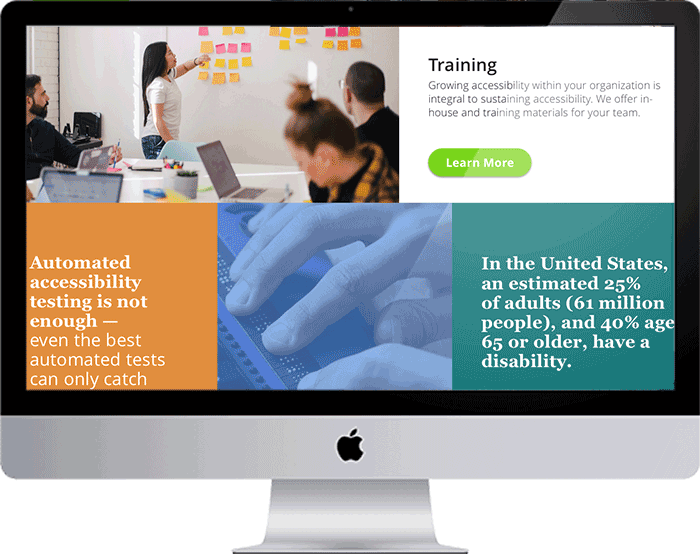 Training
Growing accessibility within your organization is
integral to sustaining accessibility. We offer in-
house and training materials for your team.
Learn More
Automated
accessibility
testing is not
enough —
even the best
automated tests
can only catch
In the United States,
an estimated 25%
of adults (61 million
people), and 40% age
65 or older, have a
disability.